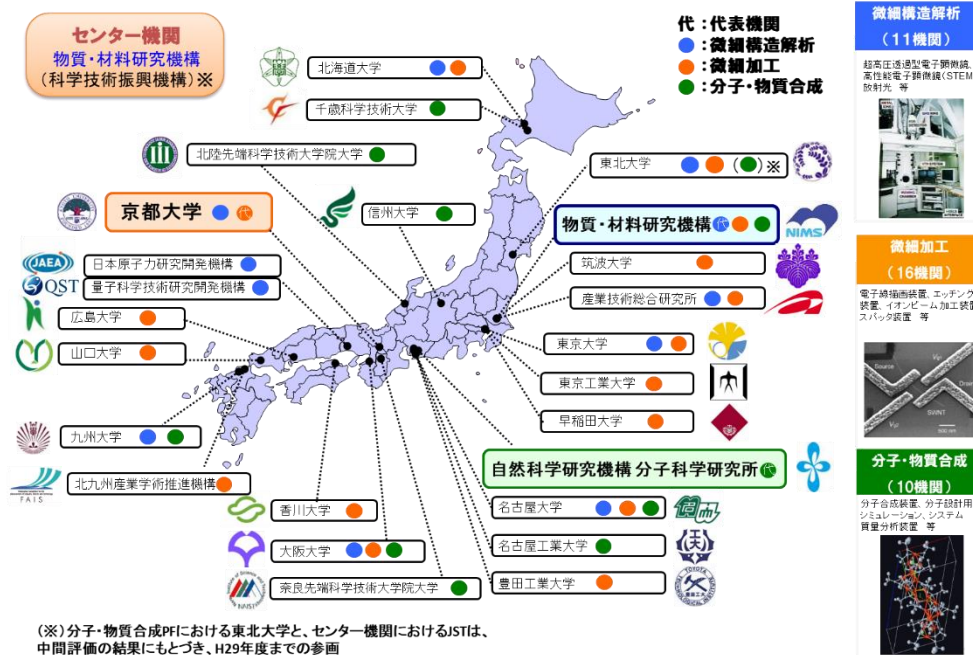 センター機関
物質・材料研究機構
(科学技術振興機構)※
代：代表機関
：微細構造解析
：微細加工
：分子・物質合成
北海道大学
千歳科学技術大学
北陸先端科学技術大学院大学
東北大学 ( )※
京都大学 代
信州大学
物質・材料研究機構 代
NIMS
JAEA
日本原子力研究開発機構
筑波大学
QST
量子科学技術研究開発機構
産業技術総合研究所
広島大学
東京大学
山口大学
東京工業大学
早稲田大学
九州大学
自然科学研究機構 分子科学研究所 代
FAIS
北九州産業学術推進機構
香川大学
名古屋大学
大阪大学
名古屋工業大学
NAIST
奈良先端科学技術大学院大学
豊田工業大学
(※)分子・物質合成PFにおける東北大学と、センター機関におけるJSTは、
中間評価の結果にもとづき、H29年度までの参画
微細構造解析
(11機関)
超高圧透過型電子顕微鏡、
高性能電子顕微鏡(STEM
放射光 等
微細加工
(16機関)
電子線描画装置、エッチング
装置、イオンビーム加工装置
スパッタ装置 等
Source
Drain
SWNT
分子・物質合成
(10機関)
分子合成装置、分子設計用
シミュレーション、システム
質量分析装置 等